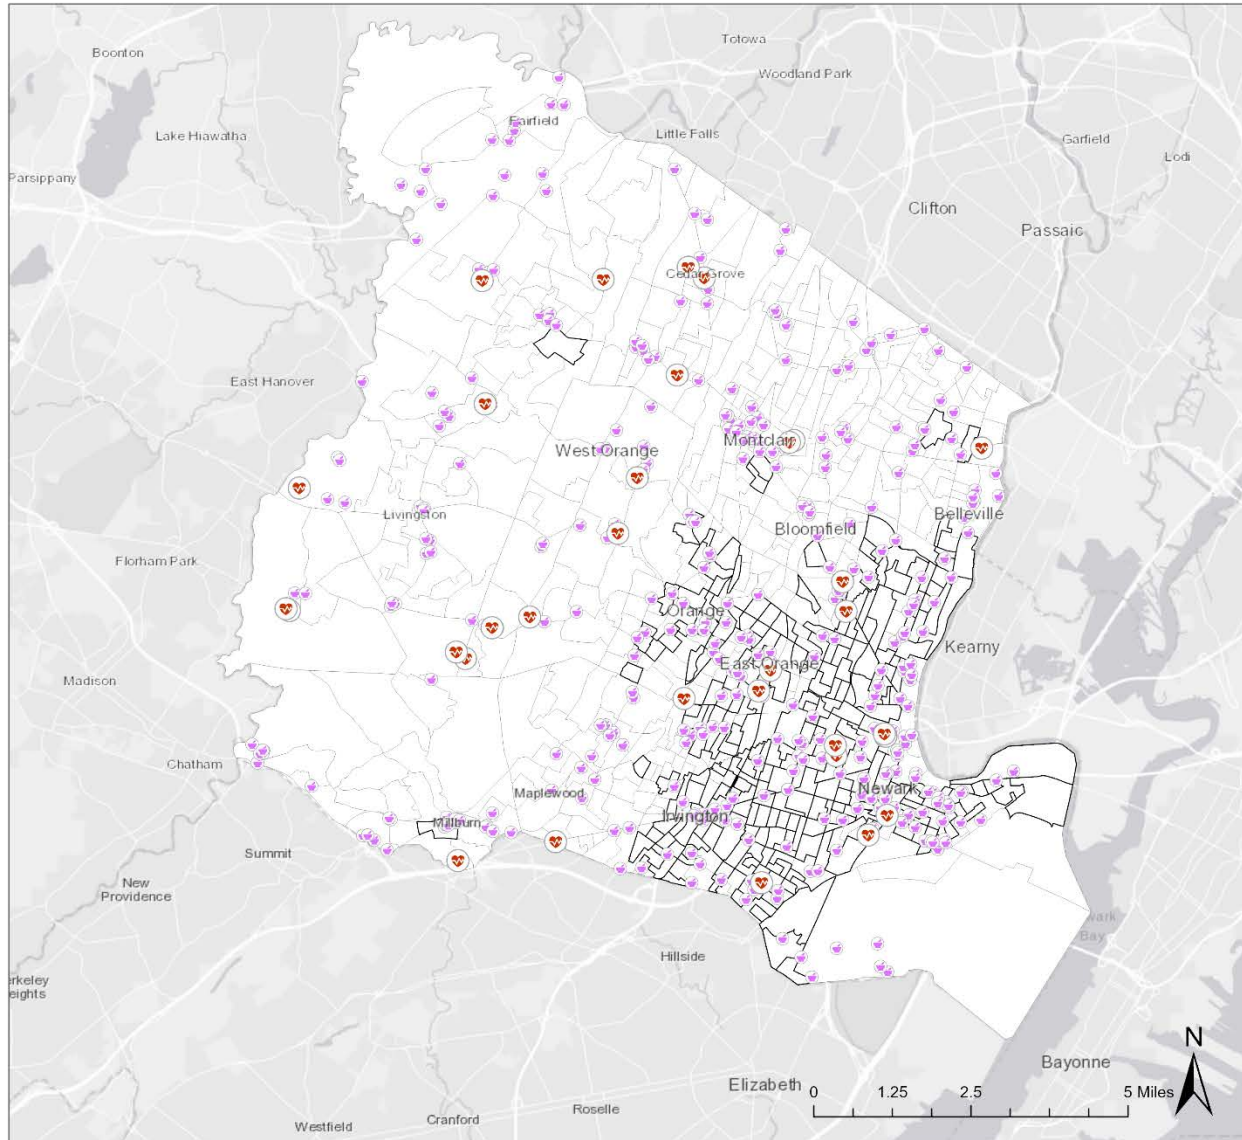 Boonton
Totowa
Woodland Park
Fairfield
Lake Hiawatha
Little Falls
Garfield
Lodi
Parsippany
Clifton
Passaic
Cedar Grove
East Hanover
Montclair
West Orange
Livingston
Belleville
Bloomfield
Florham Park
Orange
Kearny
East Orange
Madison
Chatham
Maplewood
Newark
Irvington
Millburn
Summit
New
Providence
Bay
Hillside
N
Bayonne
Elizabeth
0 1.25 2.5 5 Miles
Roselle
Cranford
Westfield